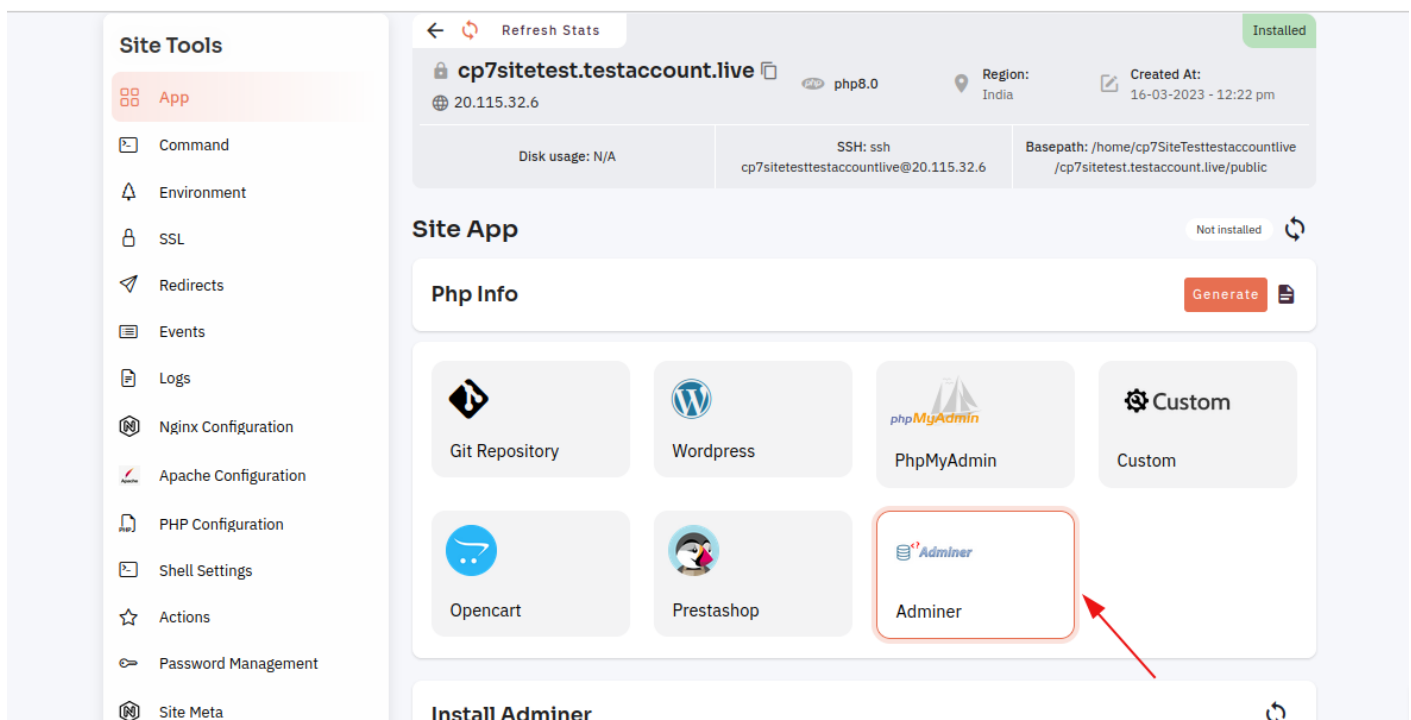 Site Tools
App
Command
Environment
SSL
Redirects
Events
Logs
Nginx Configuration
Apache Configuration
PHP Configuration
Shell Settings
Actions
Password Management
Site Meta
Refresh Stats
Installed
cp7sitetest.testaccount.live
20.115.32.6
php
php8.0
Region:
India
Created At:
16-03-2023 - 12:22 pm
Disk usage: N/A
SSH: ssh
cp7sitetesttestaccountlive@20.115.32.6
Basepath: /home/cp7SiteTesttestaccountlive
/cp7sitetest.testaccount.live/public
Site App
Not installed
Php Info
Generate
Git Repository
Wordpress
phpMyAdmin
PhpMyAdmin
Custom
Custom
Opencart
Prestashop
Adminer
Adminer
Install Adminer